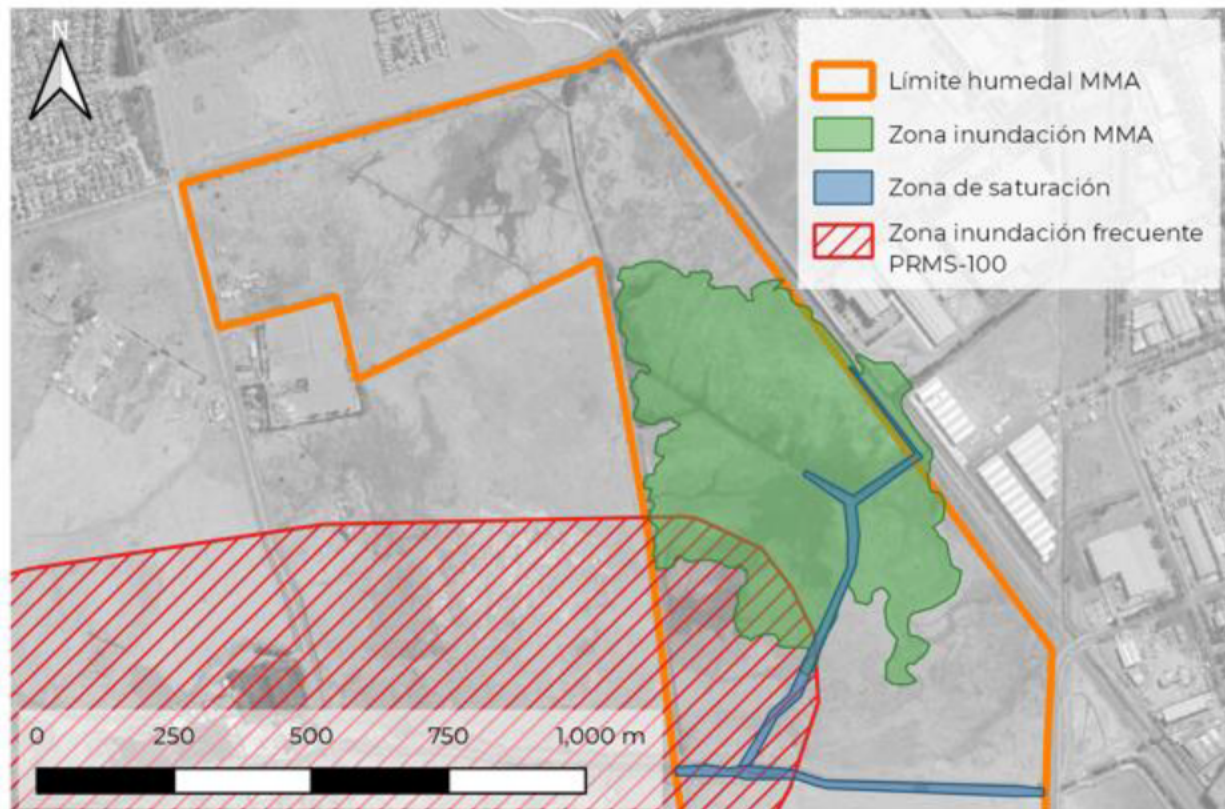 N
Límite humedal MMA
Zona inundación MMA
Zona de saturación
Zona inundación frecuente
PRMS-100
0 250 500 750 1,000 m